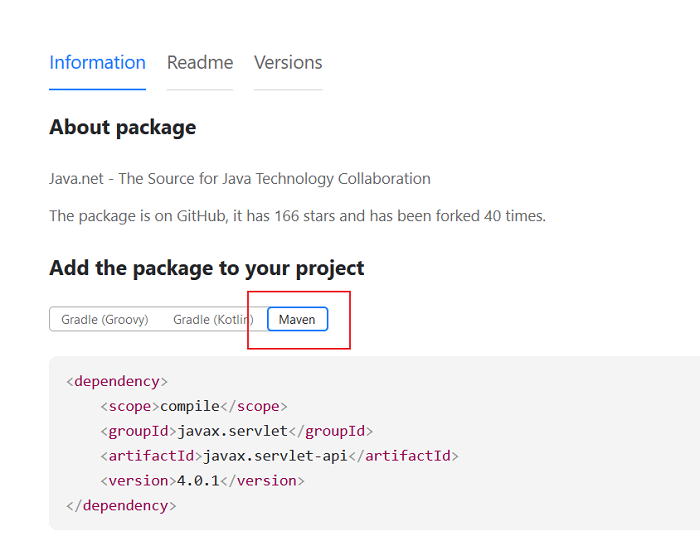 Information Readme Versions
About package
Java.net - The Source for Java Technology Collaboration
The package is on GitHub, it has 166 stars and has been forked 40 times.
Add the package to your project
Gradle (Groovy) Gradle (Kotlin) Maven
<dependency>
    <scope>compile</scope>
    <groupId>javax.servlet</groupId>
    <artifactId>javax.servlet-api</artifactId>
    <version>4.0.1</version>
</dependency>